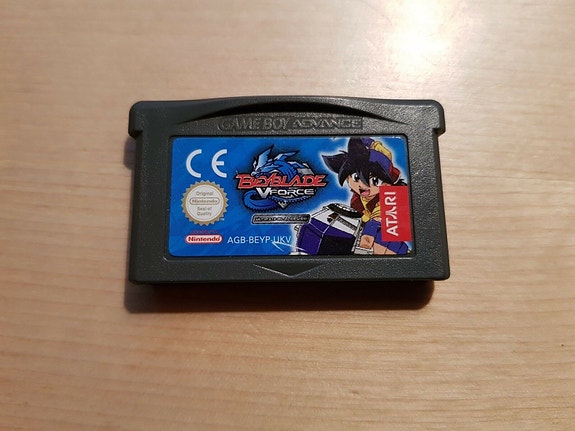 GAME BOY ADVANCE
CE
BEYBLADE
VFORCE
Original
Nintendo
Seal of
Quality
Nintendo
AGB-BEYP-UKV
ATARI